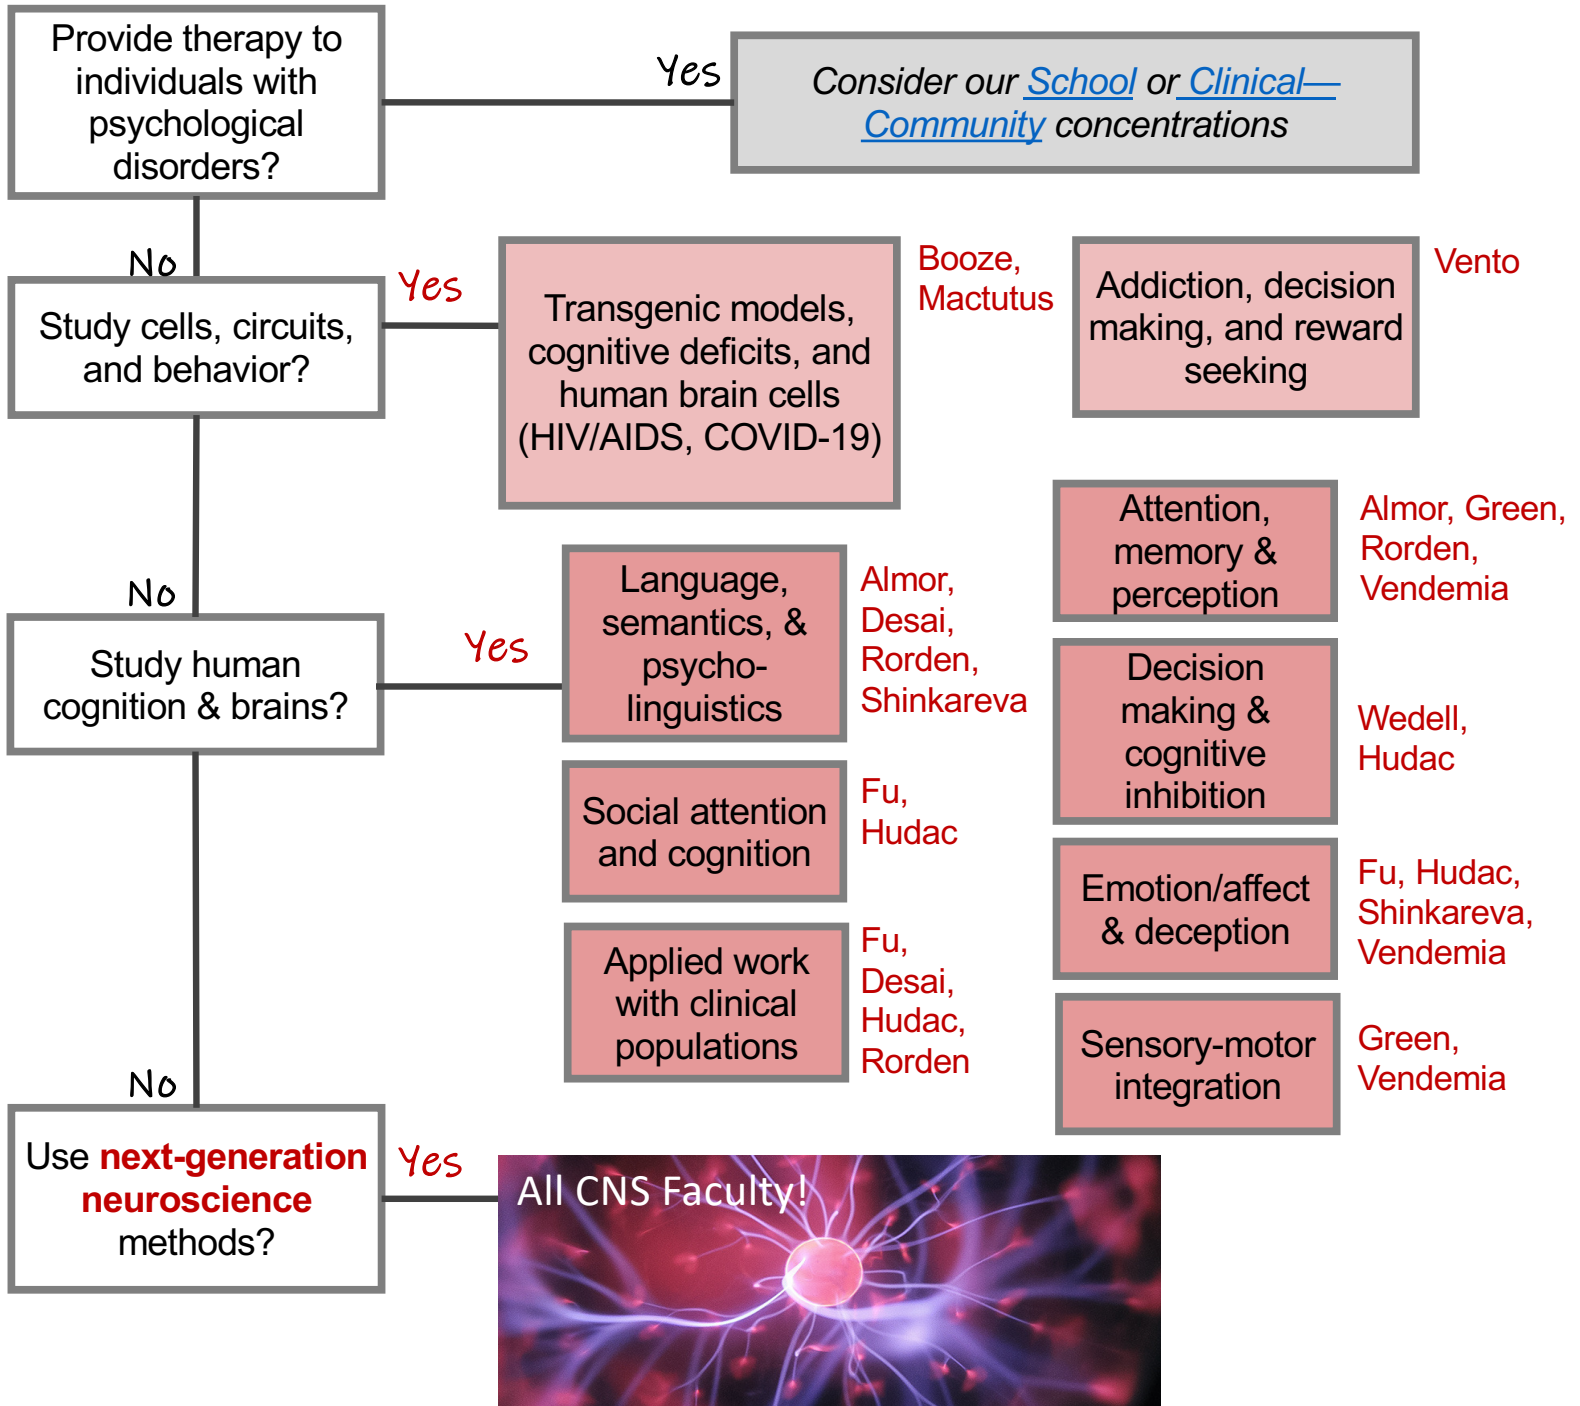 Provide therapy to
individuals with
psychological
disorders?
Yes
Consider our School or Clinical—
Community concentrations
No
Study cells, circuits,
and behavior?
Yes
Transgenic models,
cognitive deficits, and
human brain cells
(HIV/AIDS, COVID-19)
Booze,
Mactutus
Addiction, decision
making, and reward
seeking
Vento
No
Study human
cognition & brains?
Yes
Language,
semantics, &
psycho-
linguistics
Almor,
Desai,
Rorden,
Shinkareva
Attention,
memory &
perception
Almor, Green,
Rorden,
Vendemia
Decision
making &
cognitive
inhibition
Wedell,
Hudac
Social attention
and cognition
Fu,
Hudac
Emotion/affect
& deception
Fu, Hudac,
Shinkareva,
Vendemia
Applied work
with clinical
populations
Fu,
Desai,
Hudac,
Rorden
Sensory-motor
integration
Green,
Vendemia
No
Use next-generation
neuroscience
methods?
Yes
All CNS Faculty!